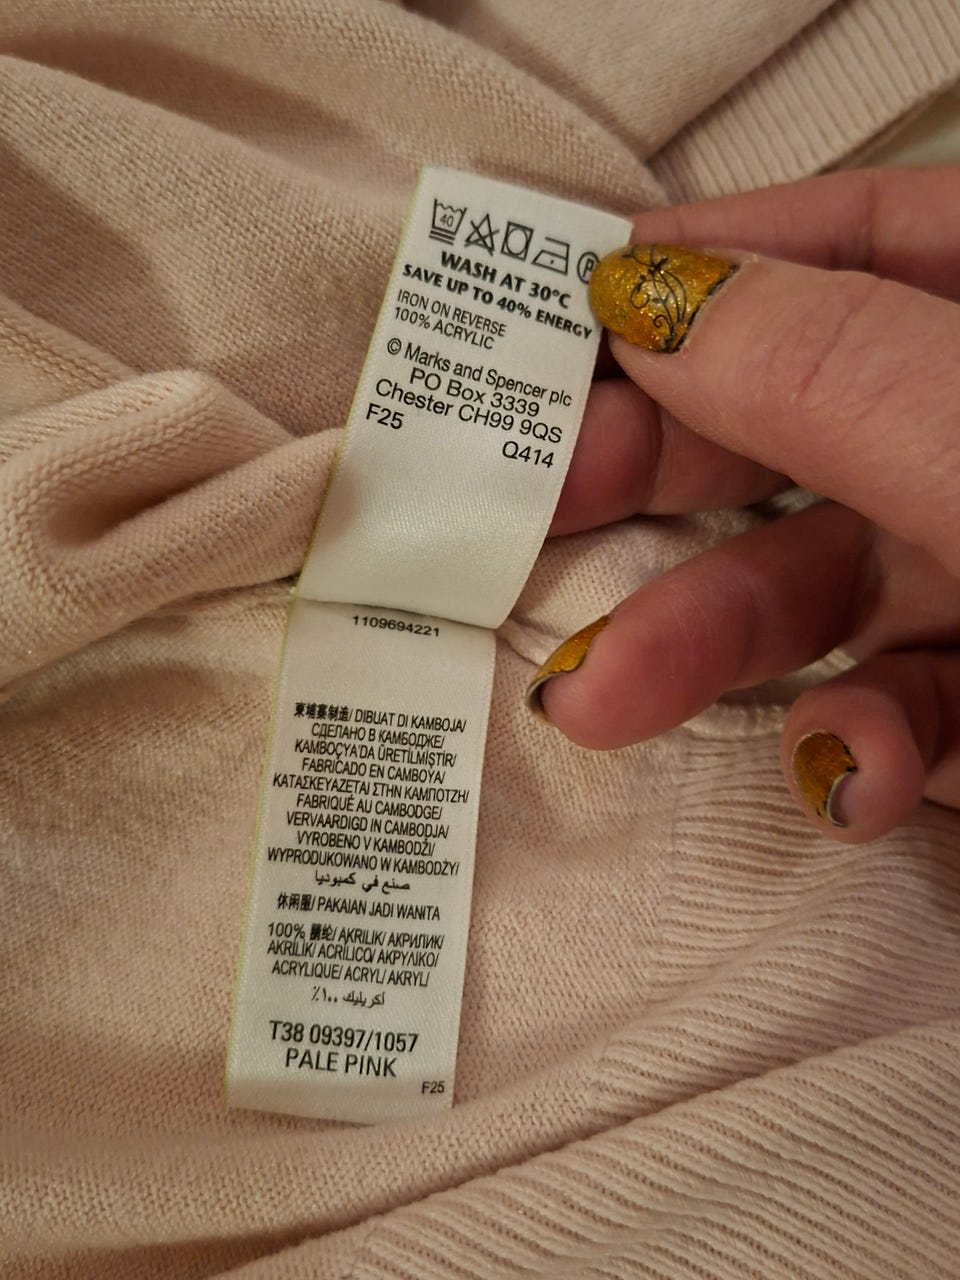 40
P
WASH AT 30°C
SAVE UP TO 40% ENERGY
IRON ON REVERSE
100% ACRYLIC
© Marks and Spencer plc
PO Box 3339
Chester CH99 9QS
F25
Q414
1109694221
柬埔寨制造/ DIBUAT DI KAMBOJA/
СДЕЛАНО В КАМБОДЖЕ/
KAMBOÇYA'DA ÜRETİLMİŞTİR/
FABRICADO EN CAMBOYA/
ΚΑΤΑΣΚΕΥΑΖΕΤΑΙ ΣΤΗΝ ΚΑΜΠΟΤΖΗ/
FABRIQUÉ AU CAMBODGE/
VERVAARDIGD IN CAMBODJA/
VYROBENO V KAMBODŽI/
WYPRODUKOWANO W KAMBODŻY/
صنع في كمبوديا
休闲服/ PAKAIAN JADI WANITA
100% 腈纶/ AKRILIK/ АКРИЛИК/
AKRİLİK/ ACRÍLICO/ ΑΚΡΥΛΙΚΟ/
ACRYLIQUE/ ACRYL/ AKRYL/
أكريليك ١٠٠٪
T38 09397/1057
PALE PINK
F25